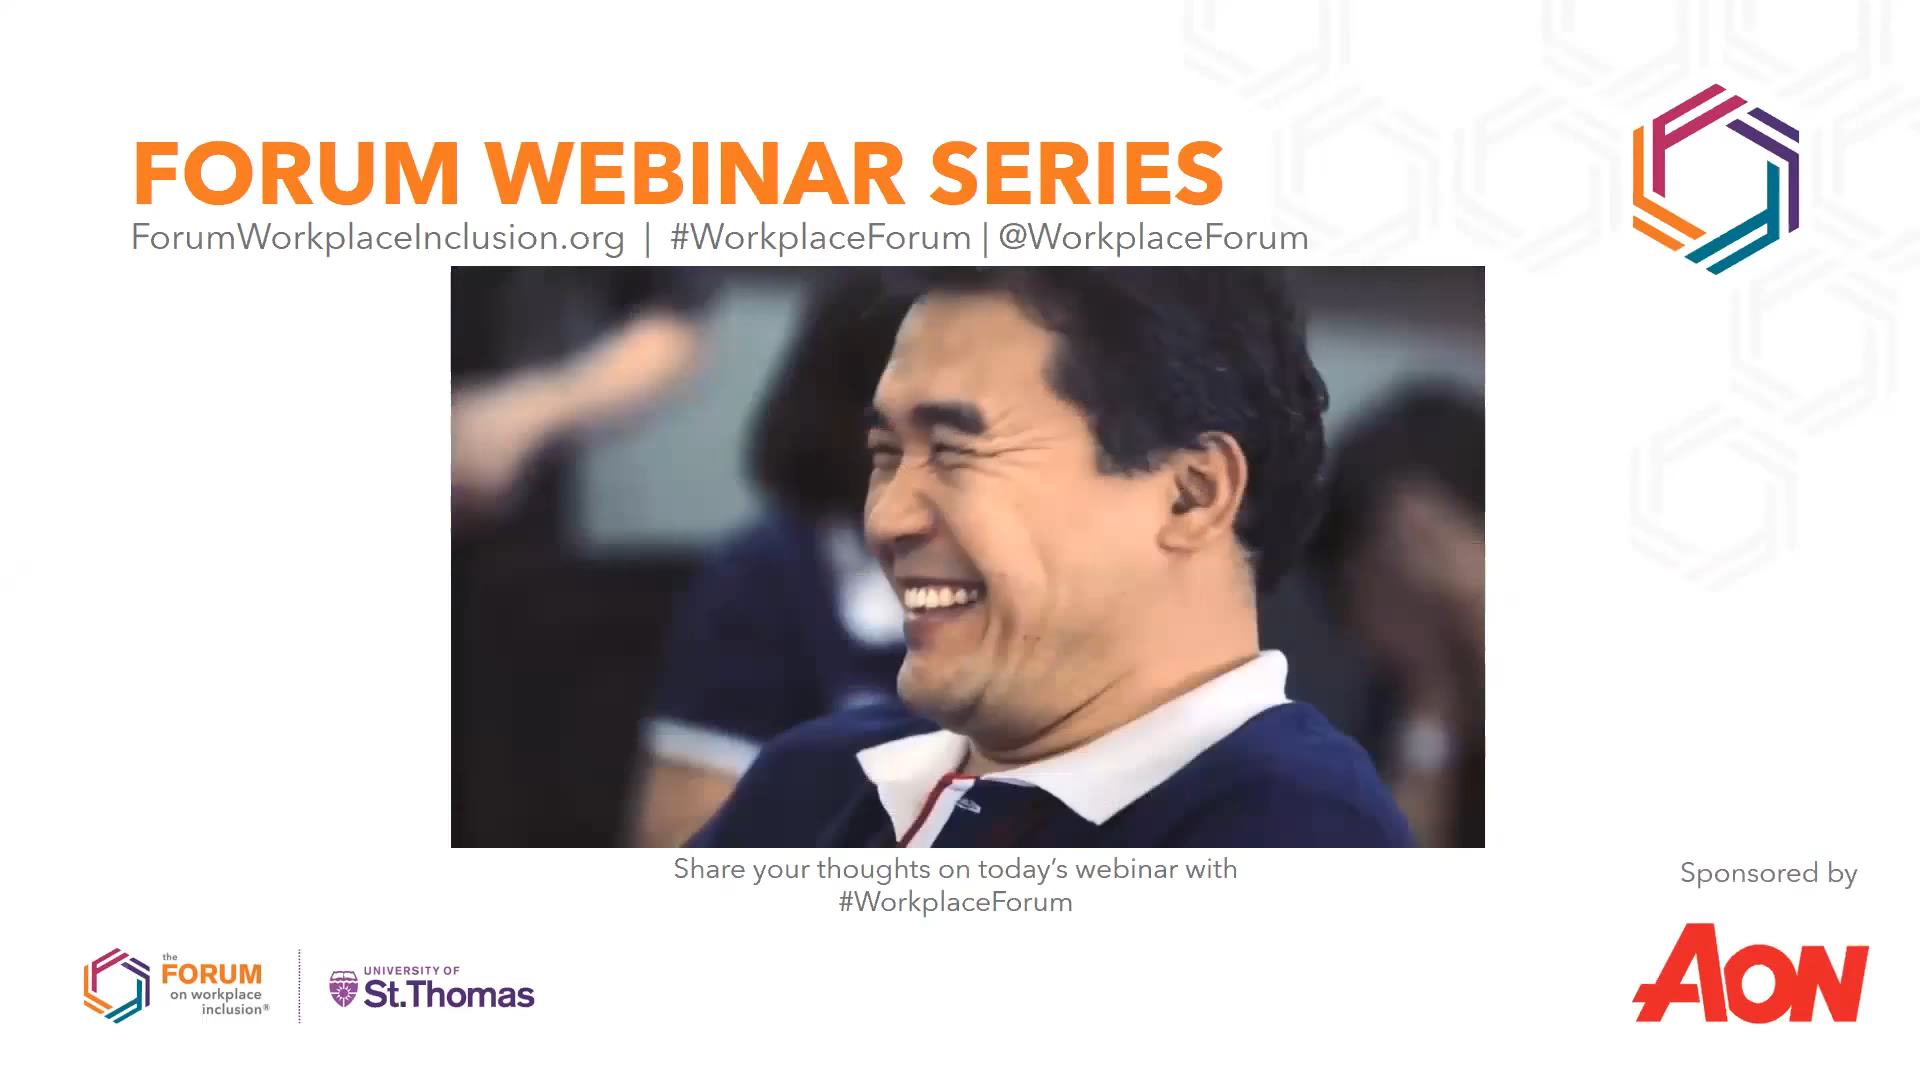 FORUM WEBINAR SERIES
ForumWorkplaceInclusion.org | #WorkplaceForum | @WorkplaceForum
Share your thoughts on today's webinar with
#WorkplaceForum
Sponsored by
AON
the
FORUM
on workplace
inclusion®
UNIVERSITY OF
St.Thomas